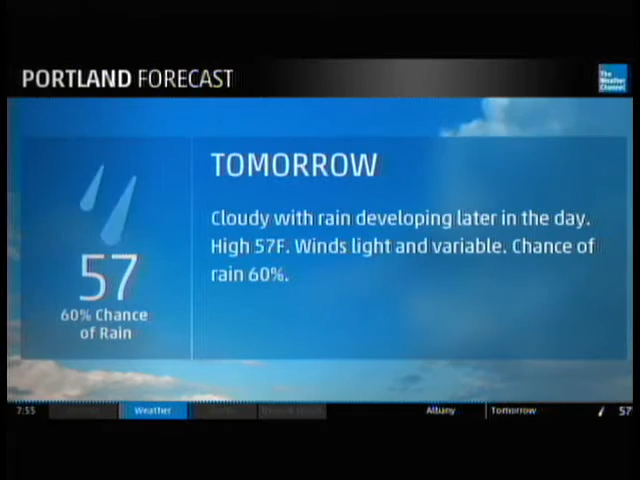 PORTLAND FORECAST
The
Weather
Channel
TOMORROW
Cloudy with rain developing later in the day.
High 57F. Winds light and variable. Chance of
rain 60%.
57
60% Chance
of Rain
7:55
Weather
Albany
Tomorrow
57